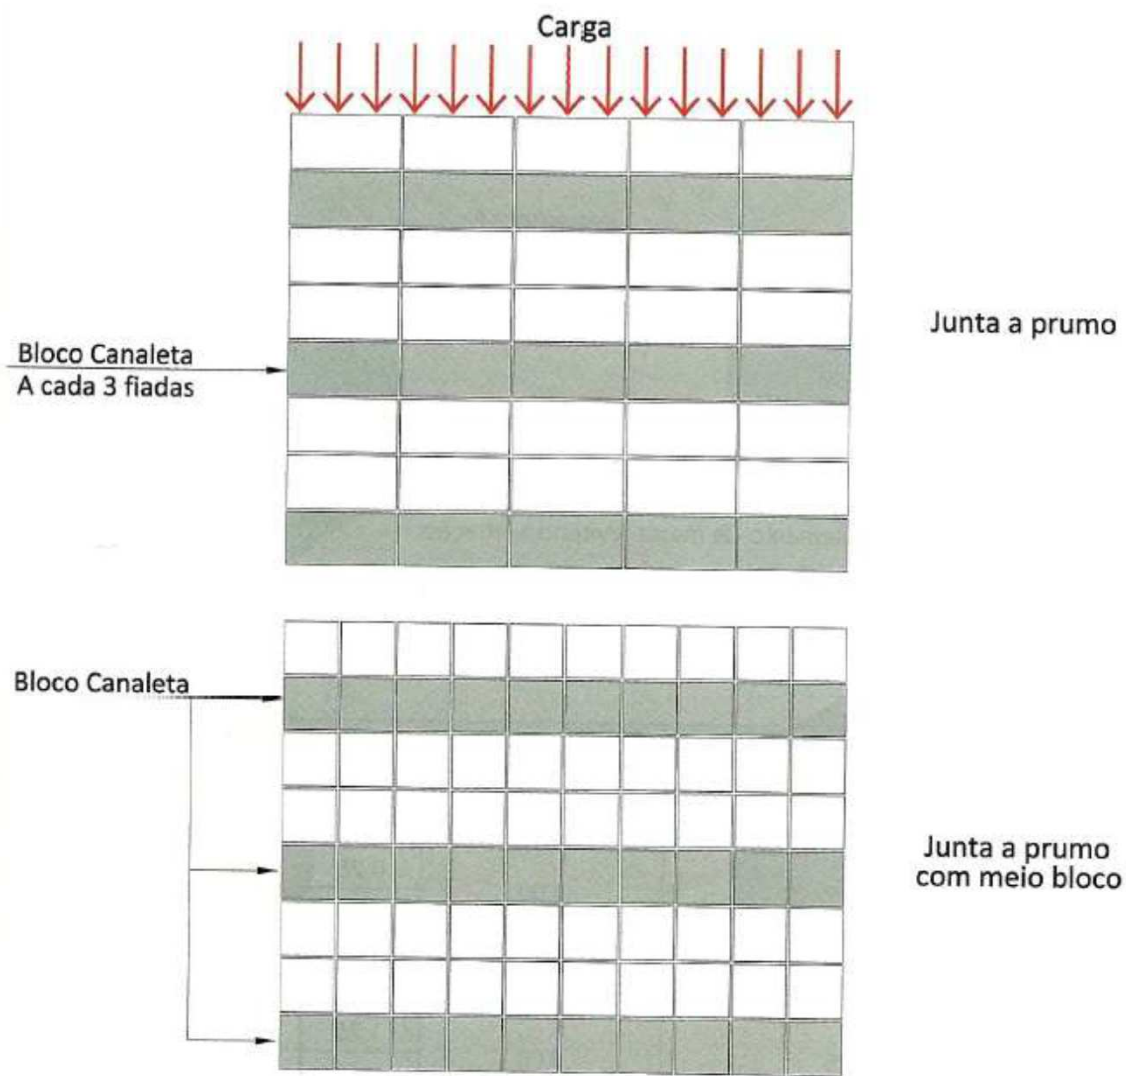 Carga
Junta a prumo
Bloco Canaleta
A cada 3 fiadas
Bloco Canaleta
Junta a prumo
com meio bloco